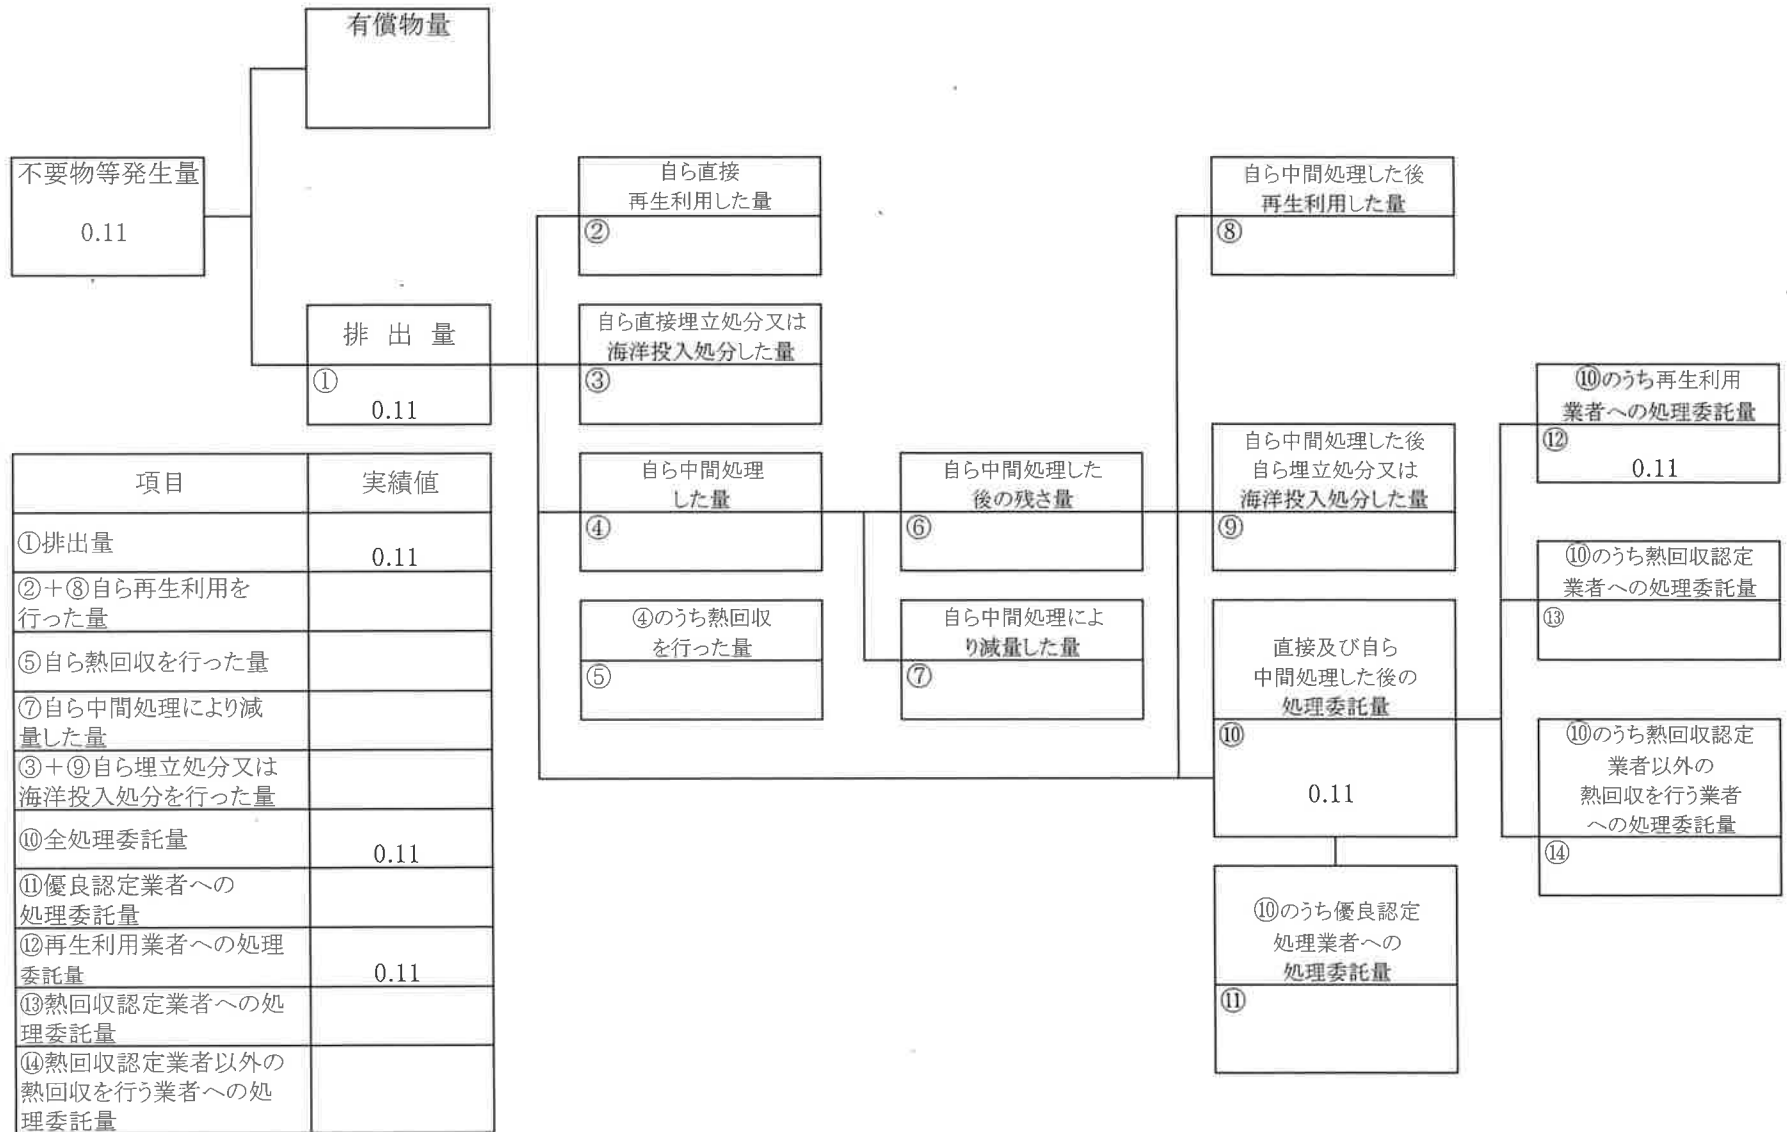 有償物量
不要物等発生量
0.11
排 出 量
①
0.11
自ら直接
再生利用した量
②
自ら直接埋立処分又は
海洋投入処分した量
③
自ら中間処理
した量
④
④のうち熱回収
を行った量
⑤
自ら中間処理した
後の残さ量
⑥
自ら中間処理によ
り減量した量
⑦
自ら中間処理した後
再生利用した量
⑧
自ら中間処理した後
自ら埋立処分又は
海洋投入処分した量
⑨
直接及び自ら
中間処理した後の
処理委託量
⑩
0.11
⑩のうち優良認定
処理業者への
処理委託量
⑪
⑩のうち再生利用
業者への処理委託量
⑫
0.11
⑩のうち熱回収認定
業者への処理委託量
⑬
⑩のうち熱回収認定
業者以外の
熱回収を行う業者
への処理委託量
⑭
項目 実績値
①排出量 0.11
②+⑧自ら再生利用を
行った量
⑤自ら熱回収を行った量
⑦自ら中間処理により減
量した量
③+⑨自ら埋立処分又は
海洋投入処分を行った量
⑩全処理委託量 0.11
⑪優良認定業者への
処理委託量
⑫再生利用業者への処理
委託量 0.11
⑬熱回収認定業者への処
理委託量
⑭熱回収認定業者以外の
熱回収を行う業者への処
理委託量